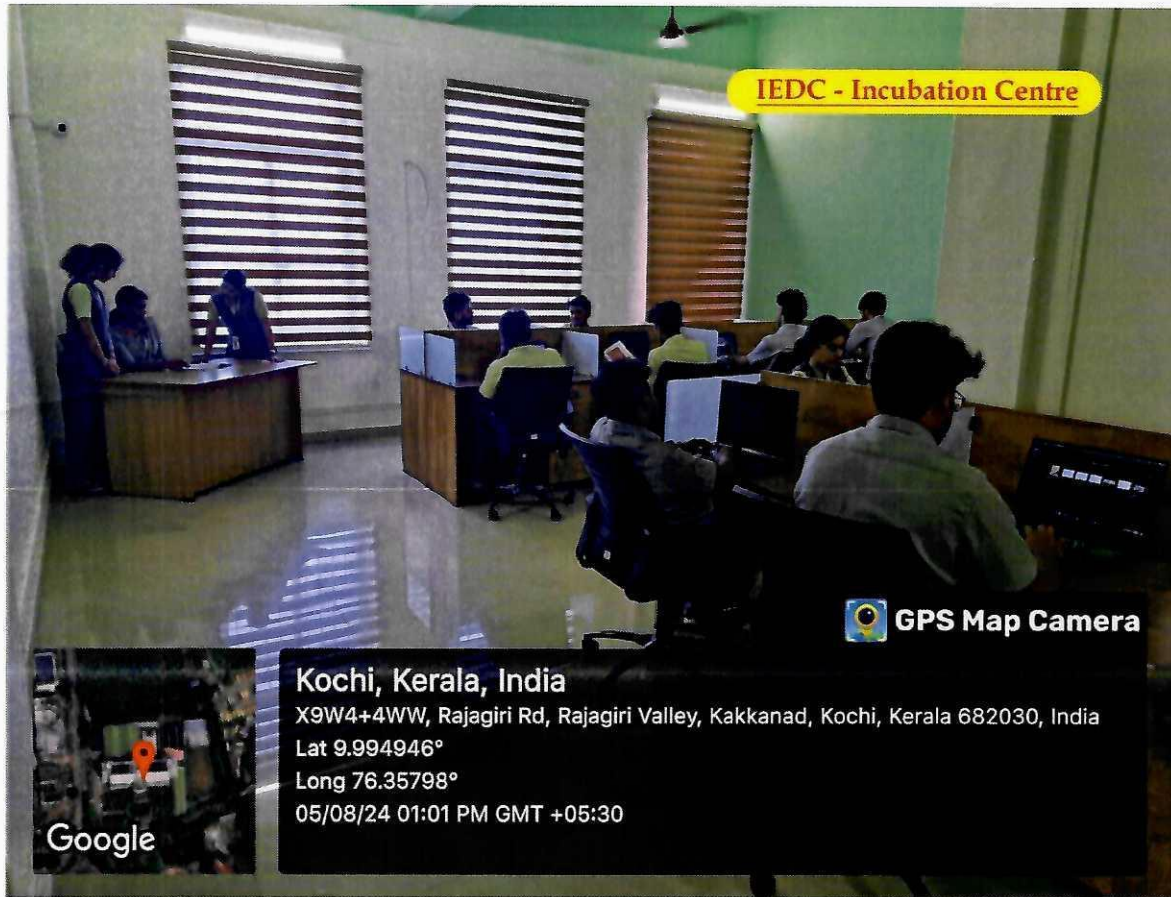 IEDC - Incubation Centre
GPS Map Camera
Kochi, Kerala, India
X9W4+4WW, Rajagiri Rd, Rajagiri Valley, Kakkanad, Kochi, Kerala 682030, India
Lat 9.994946°
Long 76.35798°
05/08/24 01:01 PM GMT +05:30
Google